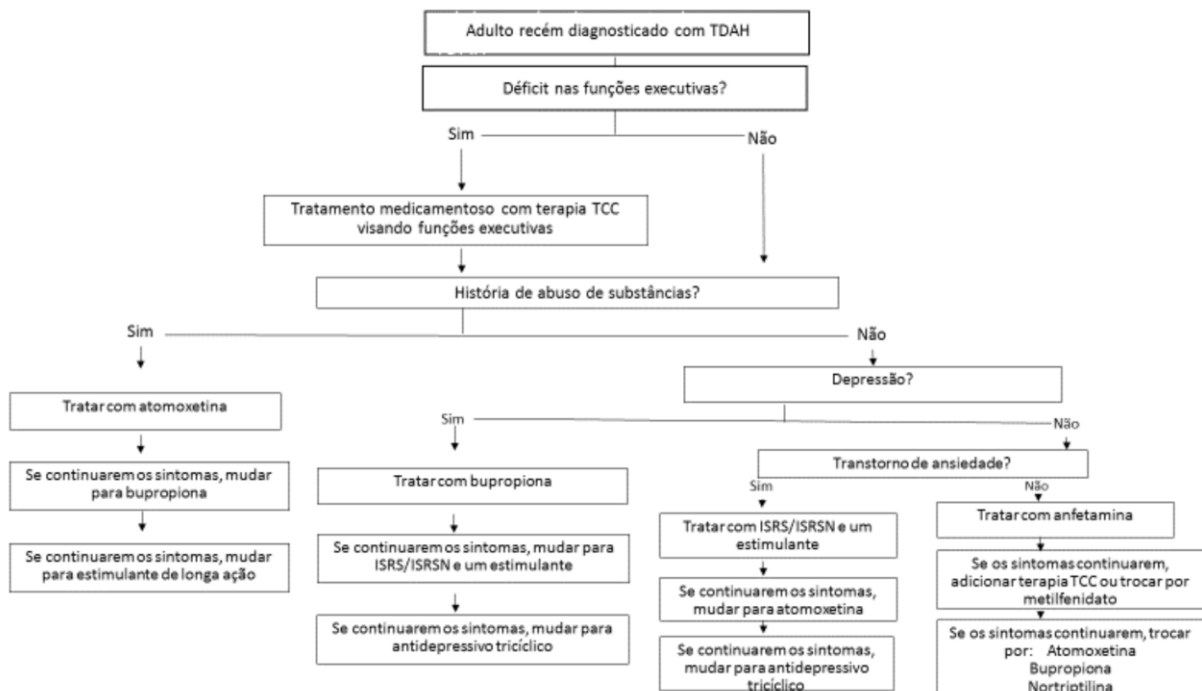 Adulto recém diagnosticado com TDAH
Déficit nas funções executivas?
Sim
Não
Tratamento medicamentoso com terapia TCC
visando funções executivas
História de abuso de substâncias?
Sim
Não
Tratar com atomoxetina
Se continuarem os sintomas, mudar
para bupropiona
Se continuarem os sintomas, mudar
para estimulante de longa ação
Depressão?
Sim
Não
Tratar com bupropiona
Se continuarem os sintomas, mudar para
ISRS/ISRSN e um estimulante
Se continuarem os sintomas, mudar para
antidepressivo tricíclico
Transtorno de ansiedade?
Sim
Não
Tratar com ISRS/ISRSN e um
estimulante
Se continuarem os sintomas,
mudar para atomoxetina
Se continuarem os sintomas,
mudar para antidepressivo
tricíclico
Tratar com anfetamina
Se os sintomas continuarem,
adicionar terapia TCC ou trocar por
metilfenidato
Se os sintomas continuarem, trocar
por: Atomoxetina
Bupropiona
Nortriptilina